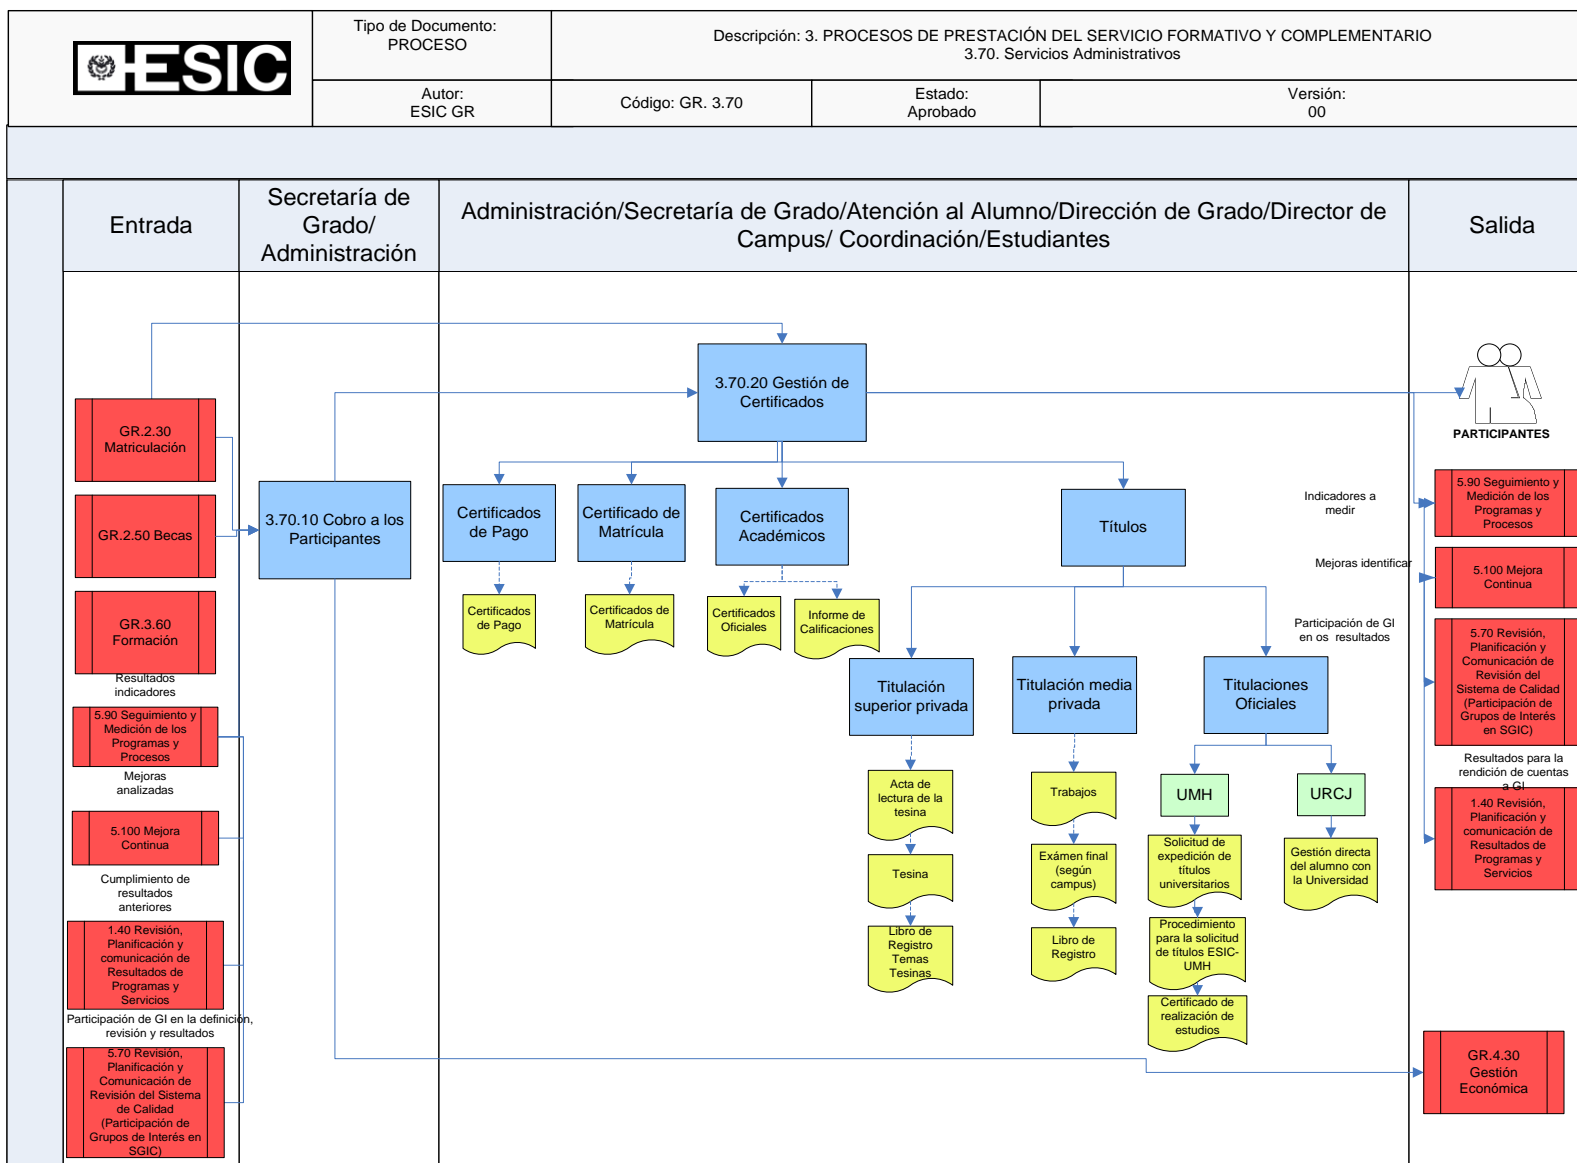 ESIC
Tipo de Documento:
PROCESO
Descripción: 3. PROCESOS DE PRESTACIÓN DEL SERVICIO FORMATIVO Y COMPLEMENTARIO
3.70. Servicios Administrativos
Autor:
ESIC GR
Código: GR. 3.70
Estado:
Aprobado
Versión:
00
Entrada
Secretaría de
Grado/
Administración
Administración/Secretaría de Grado/Atención al Alumno/Dirección de Grado/Director de
Campus/ Coordinación/Estudiantes
Salida
GR.2.30
Matriculación
GR.2.50 Becas
GR.3.60
Formación
Resultados
indicadores
5.90 Seguimiento y
Medición de los
Programas y
Procesos
Mejoras
analizadas
5.100 Mejora
Continua
Cumplimiento de
resultados
anteriores
1.40 Revisión,
Planificación y
comunicación de
Resultados de
Programas y
Servicios
Participación de GI en la definición,
revisión y resultados
5.70 Revisión,
Planificación y
Comunicación de
Revisión del Sistema
de Calidad
(Participación de
Grupos de Interés en
SGIC)
3.70.10 Cobro a los
Participantes
3.70.20 Gestión de
Certificados
Certificados
de Pago
Certificado de
Matrícula
Certificados
Académicos
Títulos
Certificados
de Pago
Certificados de
Matrícula
Certificados
Oficiales
Informe de
Calificaciones
Titulación
superior privada
Titulación media
privada
Titulaciones
Oficiales
Acta de
lectura de la
tesina
Tesina
Libro de
Registro
Temas
Tesinas
Trabajos
Exámen final
(según
campus)
Libro de
Registro
UMH
URCJ
Solicitud de
expedición de
títulos
universitarios
Procedimiento
para la solicitud
de títulos ESIC-
UMH
Certificado de
realización de
estudios
Gestión directa
del alumno con
la Universidad
PARTICIPANTES
Indicadores a
medir
5.90 Seguimiento y
Medición de los
Programas y
Procesos
Mejoras identificar
5.100 Mejora
Continua
Participación de GI
en os resultados
5.70 Revisión,
Planificación y
Comunicación de
Revisión del
Sistema de Calidad
(Participación de
Grupos de Interés
en SGIC)
Resultados para la
rendición de cuentas
a GI
1.40 Revisión,
Planificación y
comunicación de
Resultados de
Programas y
Servicios
GR.4.30
Gestión
Económica